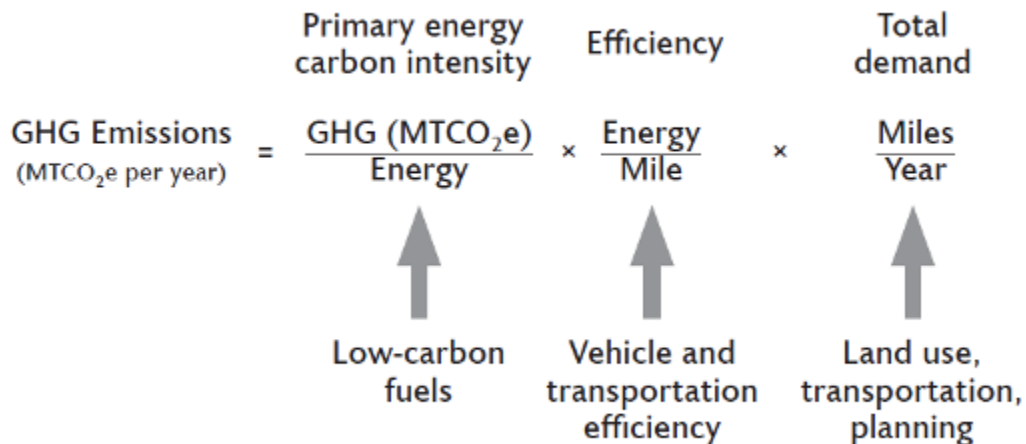 Primary energy
carbon intensity
Efficiency
Total
demand
GHG Emissions
(MTCO₂e per year)
=
GHG (MTCO₂e)
Energy
×
Energy
Mile
×
Miles
Year
Low-carbon
fuels
Vehicle and
transportation
efficiency
Land use,
transportation,
planning